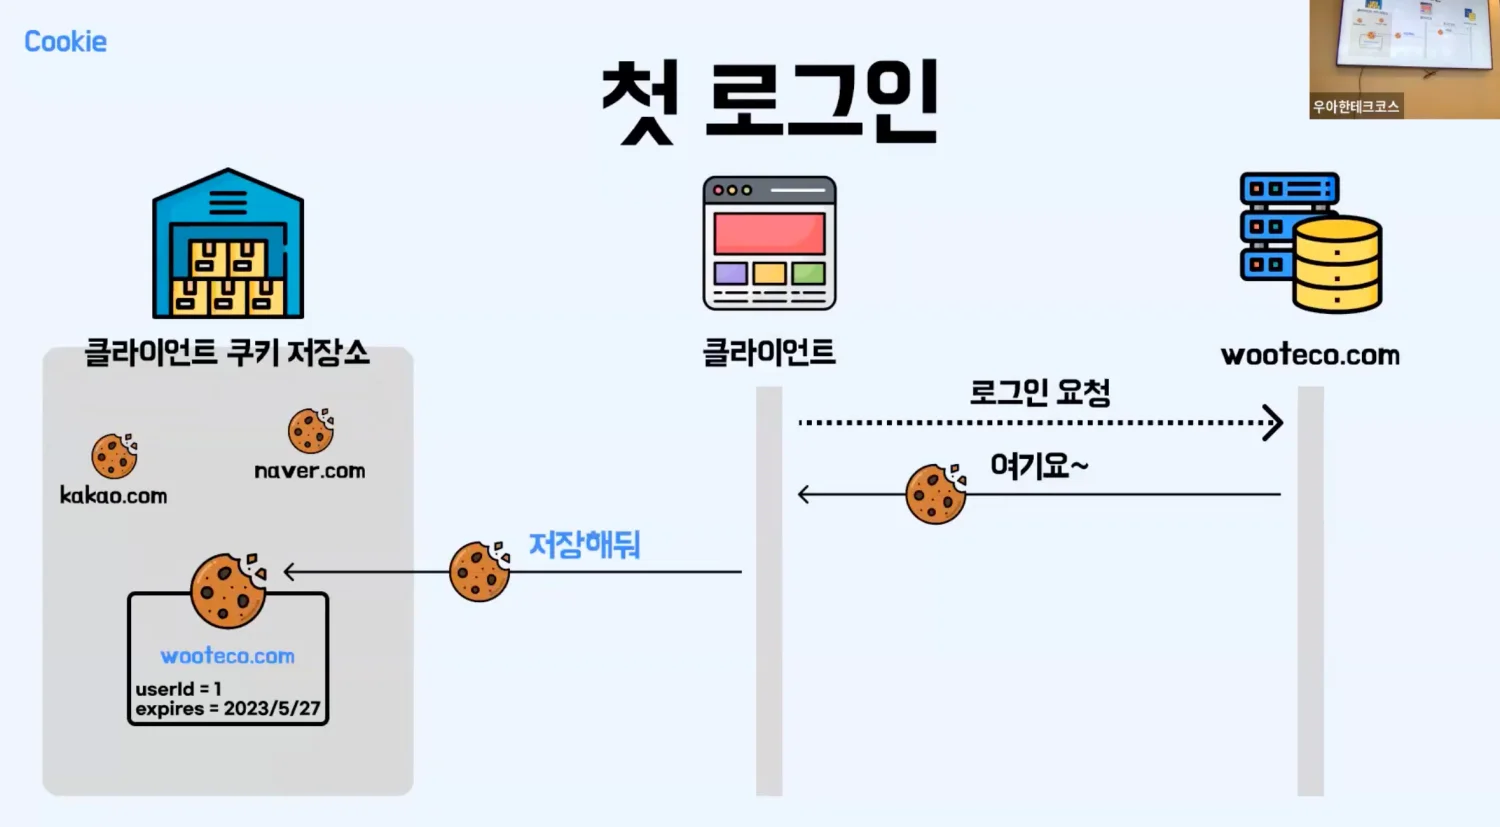 Cookie
첫 로그인
우아한테크코스
클라이언트 쿠키 저장소
클라이언트
wooteco.com
로그인 요청
여기요~
kakao.com
naver.com
저장해둬
wooteco.com
userId = 1
expires = 2023/5/27